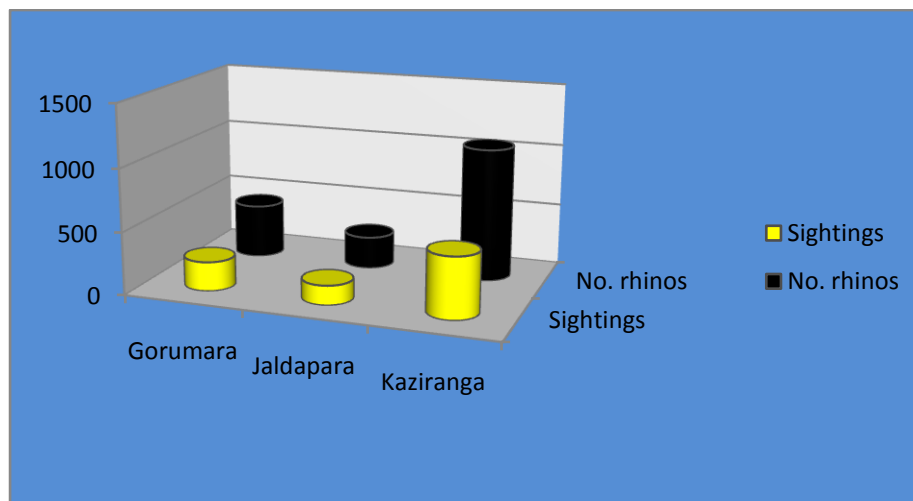 1500
1000
500
0
Gorumara
Jaldapara
Kaziranga
No. rhinos
Sightings
Sightings
No. rhinos